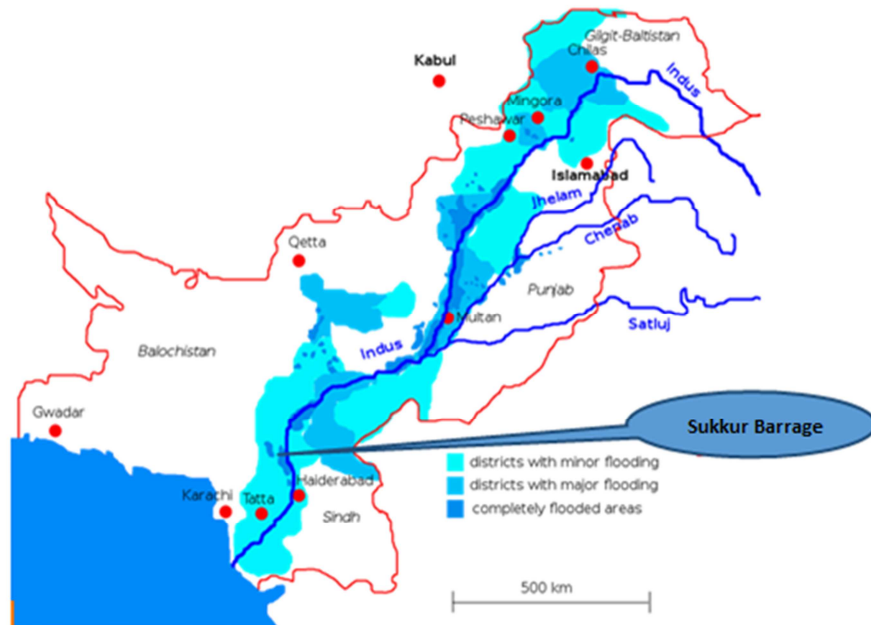 Gilgit-Baltistan
Chilas
Kabul
Indus
Mingora
Peshawar
Islamabad
Jhelam
Chenab
Qetta
Punjab
Multan
Satluj
Indus
Balochistan
Gwadar
Sukkur Barrage
districts with minor flooding
districts with major flooding
completely flooded areas
Haiderabad
Karachi
Tatta
Sindh
500 km